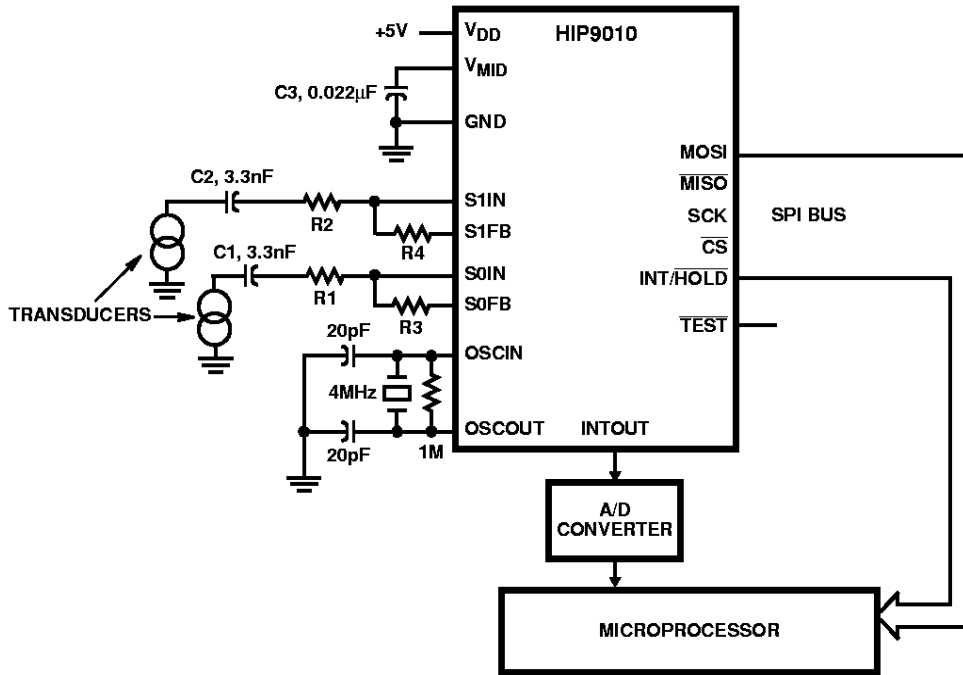 HIP9010
+5V
VDD
VMID
C3, 0.022µF
GND
MOSI
MISO
SCK
SPI BUS
CS
INT/HOLD
TEST
C2, 3.3nF
R2
S1IN
S1FB
R4
C1, 3.3nF
R1
S0IN
S0FB
R3
TRANSDUCERS
20pF
OSCIN
4MHz
OSCOUT
INTOUT
20pF
1M
A/D
CONVERTER
MICROPROCESSOR